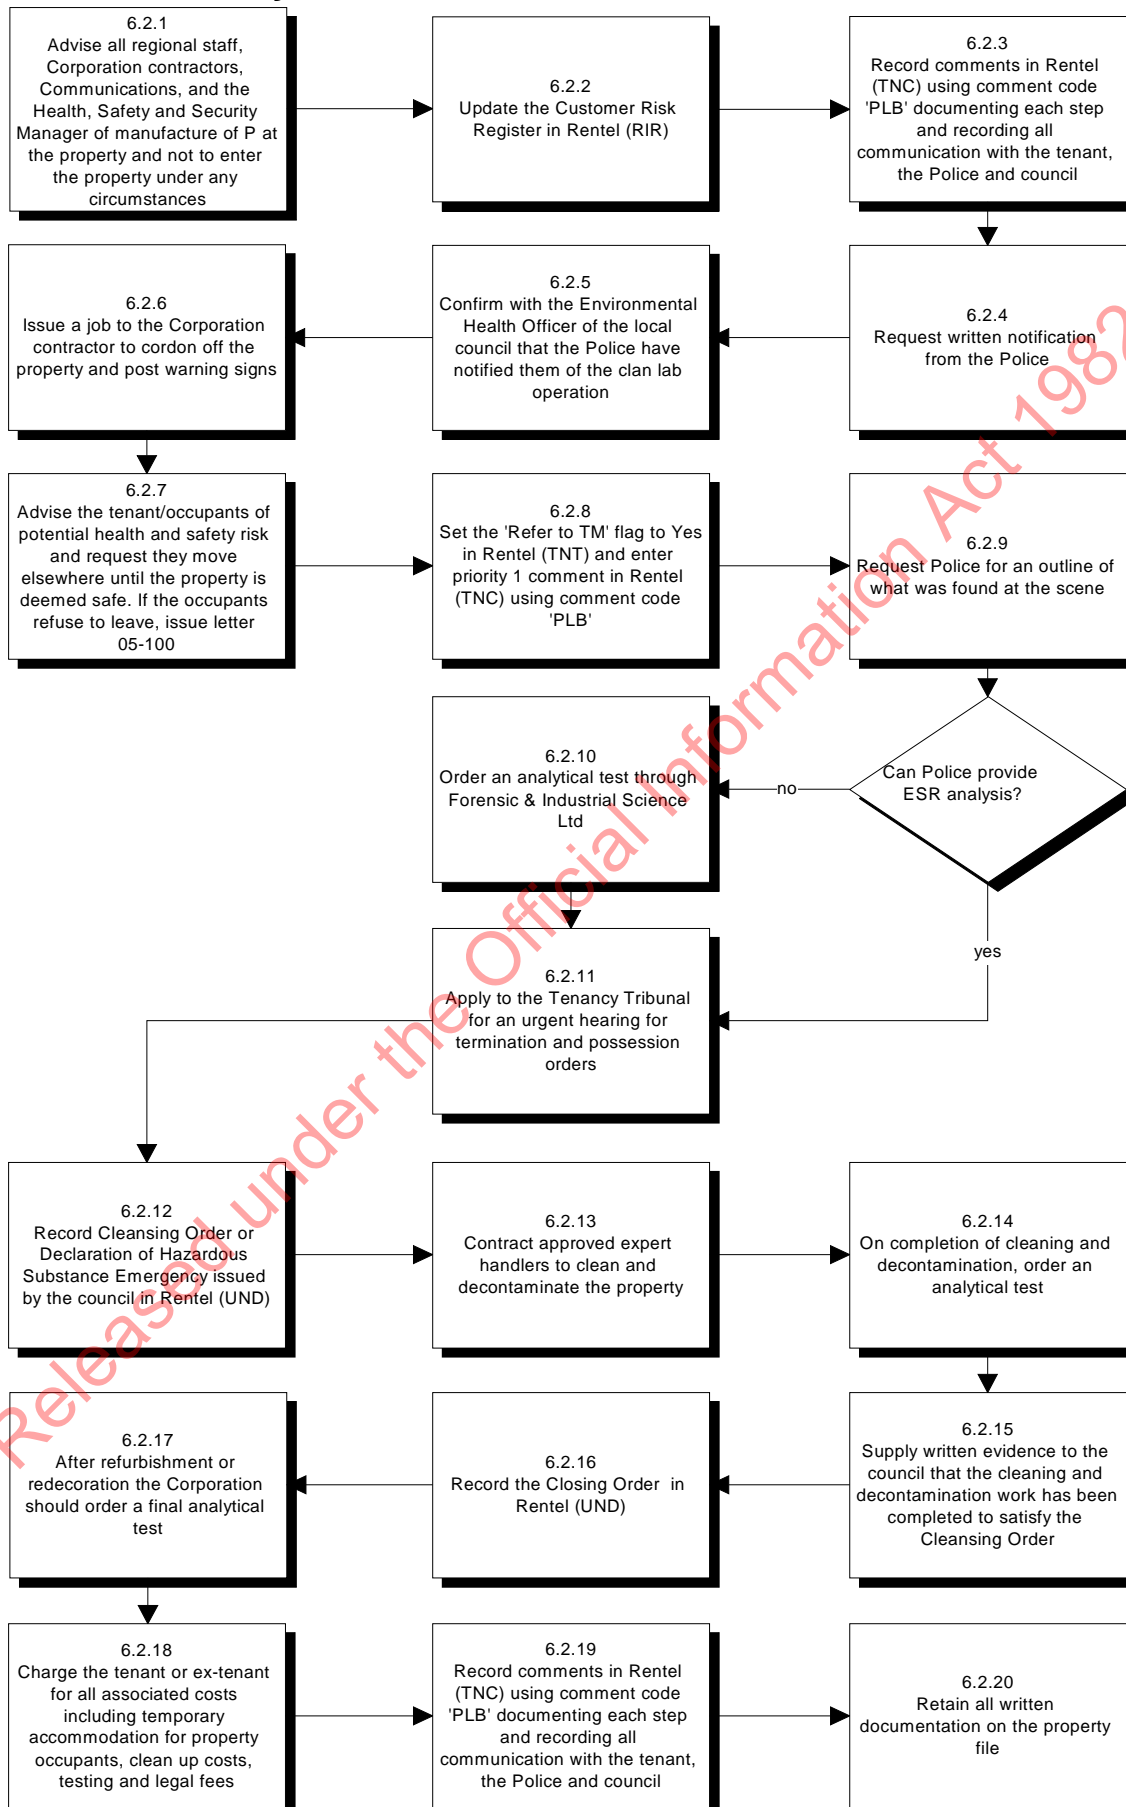 6.2.1
Advise all regional staff,
Corporation contractors,
Communications, and the
Health, Safety and Security
Manager of manufacture of P at
the property and not to enter
the property under any
circumstances
6.2.2
Update the Customer Risk
Register in Rentel (RIR)
6.2.3
Record comments in Rentel
(TNC) using comment code
'PLB' documenting each step
and recording all
communication with the tenant,
the Police and council
6.2.4
Request written notification
from the Police
6.2.5
Confirm with the Environmental
Health Officer of the local
council that the Police have
notified them of the clan lab
operation
6.2.6
Issue a job to the Corporation
contractor to cordon off the
property and post warning signs
6.2.7
Advise the tenant/occupants of
potential health and safety risk
and request they move
elsewhere until the property is
deemed safe. If the occupants
refuse to leave, issue letter
05-100
6.2.8
Set the 'Refer to TM' flag to Yes
in Rentel (TNT) and enter
priority 1 comment in Rentel
(TNC) using comment code
'PLB'
6.2.9
Request Police for an outline of
what was found at the scene
Can Police provide
ESR analysis?
no
yes
6.2.10
Order an analytical test through
Forensic & Industrial Science
Ltd
6.2.11
Apply to the Tenancy Tribunal
for an urgent hearing for
termination and possession
orders
6.2.12
Record Cleansing Order or
Declaration of Hazardous
Substance Emergency issued
by the council in Rentel (UND)
6.2.13
Contract approved expert
handlers to clean and
decontaminate the property
6.2.14
On completion of cleaning and
decontamination, order an
analytical test
6.2.15
Supply written evidence to the
council that the cleaning and
decontamination work has been
completed to satisfy the
Cleansing Order
6.2.16
Record the Closing Order in
Rentel (UND)
6.2.17
After refurbishment or
redecoration the Corporation
should order a final analytical
test
6.2.18
Charge the tenant or ex-tenant
for all associated costs
including temporary
accommodation for property
occupants, clean up costs,
testing and legal fees
6.2.19
Record comments in Rentel
(TNC) using comment code
'PLB' documenting each step
and recording all
communication with the tenant,
the Police and council
6.2.20
Retain all written
documentation on the property
file
Released under the Official Information Act 1982